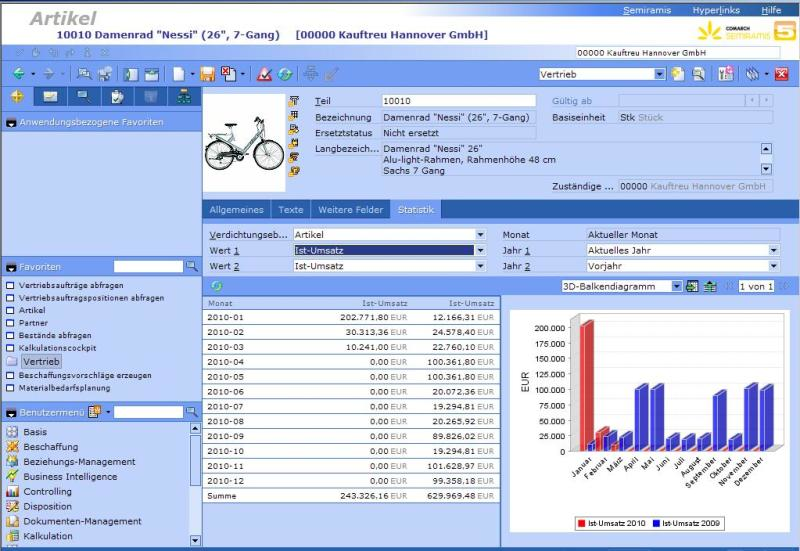 Artikel
Semiramis Hyperlinks Hilfe
10010 Damenrad "Nessi" (26", 7-Gang) [00000 Kauftreu Hannover GmbH]
COMARCH
SEMIRAMIS 5
00000 Kauftreu Hannover GmbH
Vertrieb
Anwendungsbezogene Favoriten
Teil 10010 Gültig ab
Bezeichnung Damenrad "Nessi" (26", 7-Gang) Basiseinheit Stk Stück
Ersetztstatus Nicht ersetzt
Langbezeich... Damenrad "Nessi" 26"
Alu-light-Rahmen, Rahmenhöhe 48 cm
Sachs 7 Gang
Zuständige ... 00000 Kauftreu Hannover GmbH
Allgemeines Texte Weitere Felder Statistik
Verdichtungseb... Artikel Monat Aktueller Monat
Wert 1 Ist-Umsatz Jahr 1 Aktuelles Jahr
Wert 2 Ist-Umsatz Jahr 2 Vorjahr
Favoriten
Vertriebsaufträge abfragen
Vertriebsauftragspositionen abfragen
Artikel
Partner
Bestände abfragen
Kalkulationscockpit
Vertrieb
Beschaffungsvorschläge erzeugen
Materialbedarfsplanung
Benutzermenü
Basis
Beschaffung
Beziehungs-Management
Business Intelligence
Controlling
Disposition
Dokumenten-Management
Kalkulation
3D-Balkendiagramm 1 von 1
Monat Ist-Umsatz Ist-Umsatz
2010-01 202.771,80 EUR 12.166,31 EUR
2010-02 30.313,36 EUR 24.578,40 EUR
2010-03 10.241,00 EUR 22.760,10 EUR
2010-04 0,00 EUR 100.361,80 EUR
2010-05 0,00 EUR 100.361,80 EUR
2010-06 0,00 EUR 20.072,36 EUR
2010-07 0,00 EUR 19.294,81 EUR
2010-08 0,00 EUR 20.265,92 EUR
2010-09 0,00 EUR 89.826,02 EUR
2010-10 0,00 EUR 19.294,81 EUR
2010-11 0,00 EUR 101.628,97 EUR
2010-12 0,00 EUR 99.358,18 EUR
Summe 243.326,16 EUR 629.969,48 EUR
EUR
200.000
175.000
150.000
125.000
100.000
75.000
50.000
25.000
0
Januar Februar März April Mai Juni Juli August September Oktober November Dezember
Ist-Umsatz 2010 Ist-Umsatz 2009